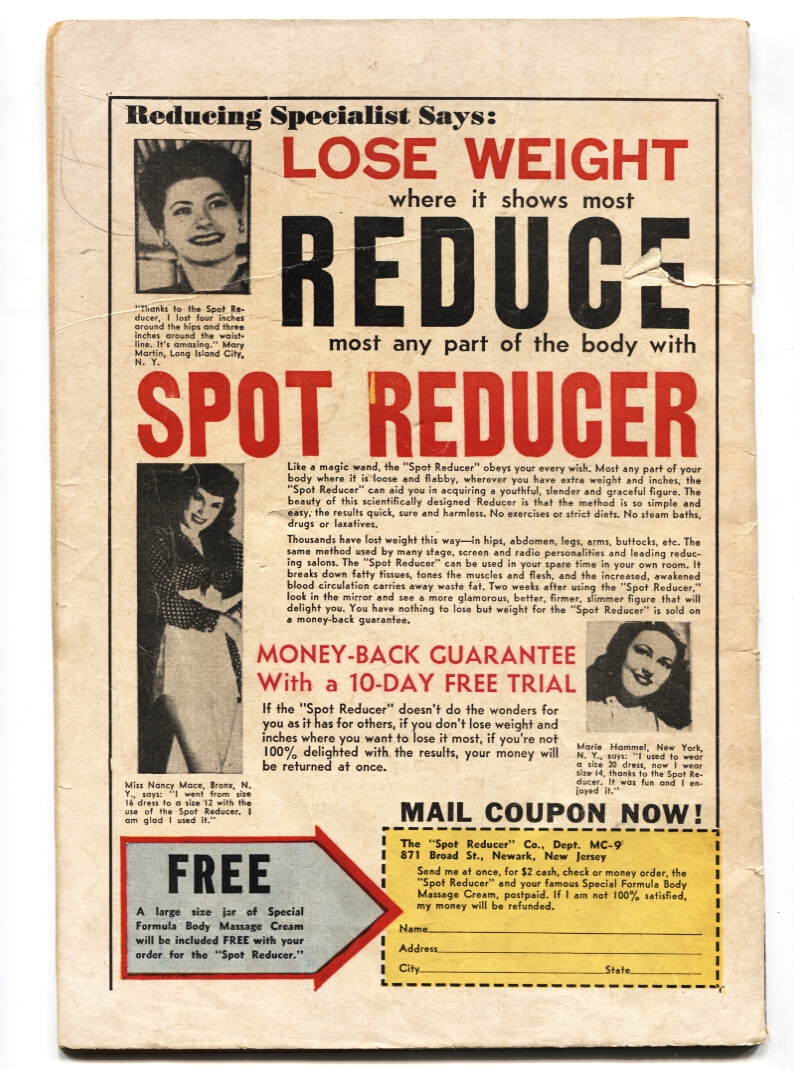 Reducing Specialist Says:
LOSE WEIGHT
where it shows most
REDUCE
most any part of the body with
"Thanks to the Spot Re-
ducer, I lost four inches
around the hips and three
inches around the waist-
line. It's amazing." Mary
Martin, Long Island City,
N. Y.
SPOT REDUCER
Like a magic wand, the "Spot Reducer" obeys your every wish. Most any part of your
body where it is loose and flabby, wherever you have extra weight and inches, the
"Spot Reducer" can aid you in acquiring a youthful, slender and graceful figure. The
beauty of this scientifically designed Reducer is that the method is so simple and
easy, the results quick, sure and harmless. No exercises or strict diets. No steam baths,
drugs or laxatives.
Thousands have lost weight this way—in hips, abdomen, legs, arms, buttocks, etc. The
same method used by many stage, screen and radio personalities and leading reduc-
ing salons. The "Spot Reducer" can be used in your spare time in your own room. It
breaks down fatty tissues, tones the muscles and flesh, and the increased, awakened
blood circulation carries away waste fat. Two weeks after using the "Spot Reducer,"
look in the mirror and see a more glamorous, better, firmer, slimmer figure that will
delight you. You have nothing to lose but weight for the "Spot Reducer" is sold on
a money-back guarantee.
MONEY-BACK GUARANTEE
With a 10-DAY FREE TRIAL
If the "Spot Reducer" doesn't do the wonders for
you as it has for others, if you don't lose weight and
inches where you want to lose it most, if you're not
100% delighted with the results, your money will
be returned at once.
Marie Hammel, New York,
N. Y., says: "I used to wear
a size 20 dress, now I wear
size 14, thanks to the Spot Re-
ducer. It was fun and I en-
joyed it."
Miss Nancy Mace, Bronx, N.
Y., says: "I went from size
16 dress to a size 12 with the
use of the Spot Reducer. I
am glad I used it."
MAIL COUPON NOW!
FREE
A large size jar of Special
Formula Body Massage Cream
will be included FREE with your
order for the "Spot Reducer."
The "Spot Reducer" Co., Dept. MC-9
871 Broad St., Newark, New Jersey
Send me at once, for $2 cash, check or money order, the
"Spot Reducer" and your famous Special Formula Body
Massage Cream, postpaid. If I am not 100% satisfied,
my money will be refunded.
Name
Address
City State